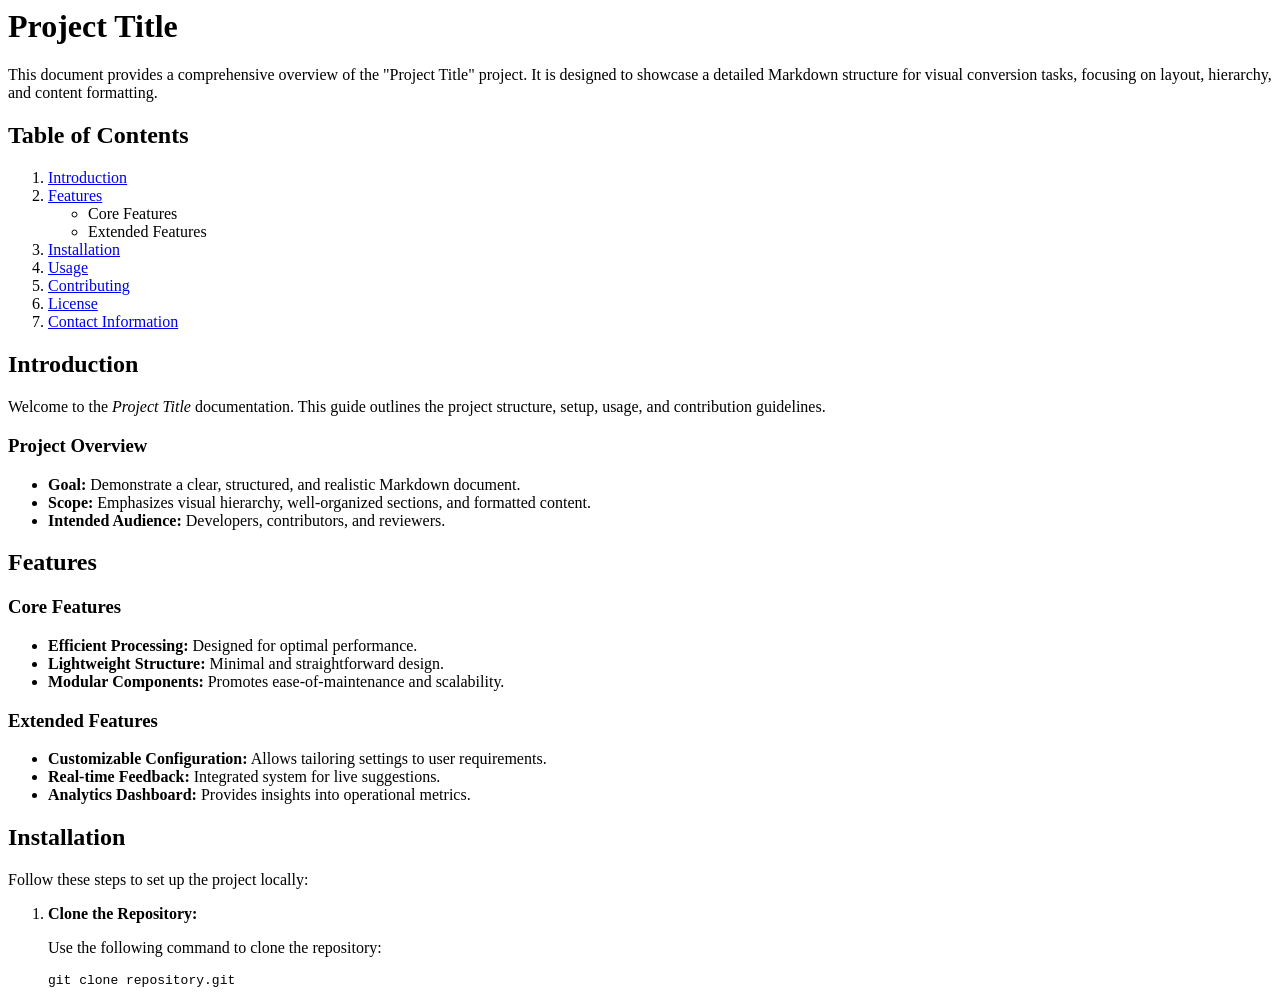 Project Title
This document provides a comprehensive overview of the "Project Title" project. It is designed to showcase a detailed Markdown structure for visual conversion tasks, focusing on layout, hierarchy,
and content formatting.
Table of Contents
1. Introduction
2. Features
Core Features
Extended Features
3. Installation
4. Usage
5. Contributing
6. License
7. Contact Information
Introduction
Welcome to the Project Title documentation. This guide outlines the project structure, setup, usage, and contribution guidelines.
Project Overview
Goal: Demonstrate a clear, structured, and realistic Markdown document.
Scope: Emphasizes visual hierarchy, well-organized sections, and formatted content.
Intended Audience: Developers, contributors, and reviewers.
Features
Core Features
Efficient Processing: Designed for optimal performance.
Lightweight Structure: Minimal and straightforward design.
Modular Components: Promotes ease-of-maintenance and scalability.
Extended Features
Customizable Configuration: Allows tailoring settings to user requirements.
Real-time Feedback: Integrated system for live suggestions.
Analytics Dashboard: Provides insights into operational metrics.
Installation
Follow these steps to set up the project locally:
1. Clone the Repository:
Use the following command to clone the repository:
git clone repository.git